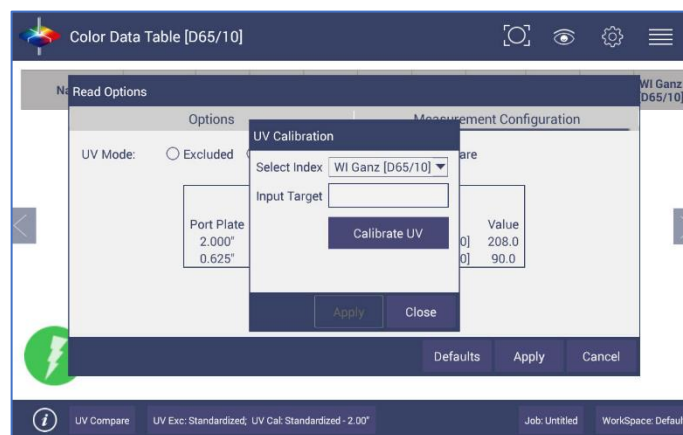 Color Data Table [D65/10]
Na
WI Ganz
[D65/10]
Read Options
Options
Measurement Configuration
UV Calibration
UV Mode:
Excluded
are
Select Index
WI Ganz [D65/10]
Input Target
Port Plate
Value
Calibrate UV
2.000"
0]
208.0
0.625"
0]
90.0
Apply
Close
Defaults
Apply
Cancel
UV Compare
UV Exc: Standardized; UV Cal: Standardized - 2.00"
Job: Untitled
WorkSpace: Defaul